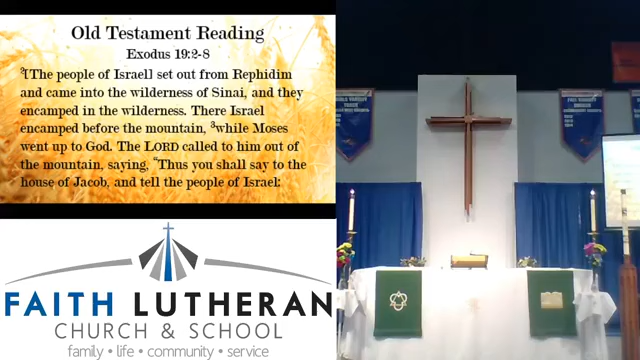 Old Testament Reading
Exodus 19:2-8
²[The people of Israel] set out from Rephidim
and came into the wilderness of Sinai, and they
encamped in the wilderness. There Israel
encamped before the mountain, ³while Moses
went up to God. The LORD called to him out of
the mountain, saying, “Thus you shall say to the
house of Jacob, and tell the people of Israel:
FAITH LUTHERAN
CHURCH & SCHOOL
family • life • community • service